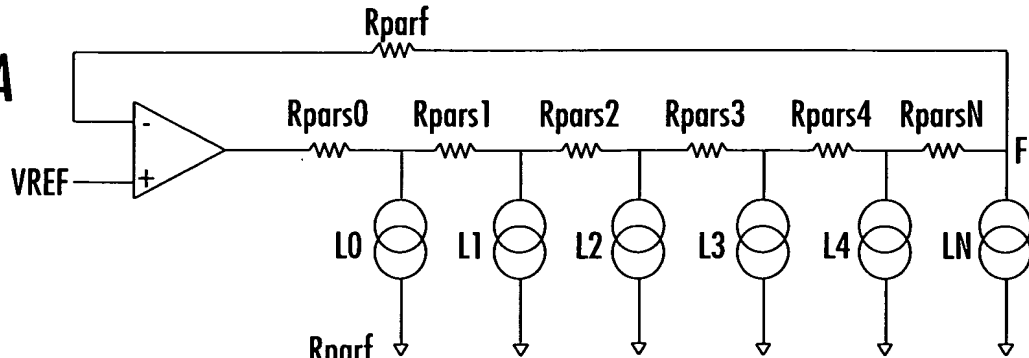 Rparf
A
-
Rpars0 Rpars1 Rpars2 Rpars3 Rpars4 RparsN
VREF
+
F
L0 L1 L2 L3 L4 LN
Rparf